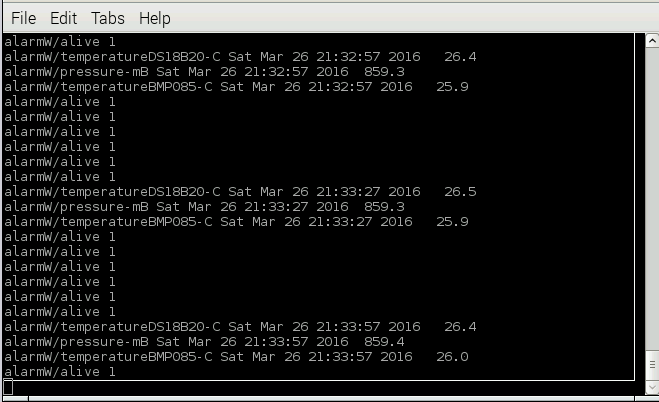 File Edit Tabs Help
alarmW/alive 1
alarmW/temperatureDS18B20-C Sat Mar 26 21:32:57 2016   26.4
alarmW/pressure-mB Sat Mar 26 21:32:57 2016  859.3
alarmW/temperatureBMP085-C Sat Mar 26 21:32:57 2016   25.9
alarmW/alive 1
alarmW/alive 1
alarmW/alive 1
alarmW/alive 1
alarmW/alive 1
alarmW/alive 1
alarmW/temperatureDS18B20-C Sat Mar 26 21:33:27 2016   26.5
alarmW/pressure-mB Sat Mar 26 21:33:27 2016  859.3
alarmW/temperatureBMP085-C Sat Mar 26 21:33:27 2016   25.9
alarmW/alive 1
alarmW/alive 1
alarmW/alive 1
alarmW/alive 1
alarmW/alive 1
alarmW/alive 1
alarmW/temperatureDS18B20-C Sat Mar 26 21:33:57 2016   26.4
alarmW/pressure-mB Sat Mar 26 21:33:57 2016  859.4
alarmW/temperatureBMP085-C Sat Mar 26 21:33:57 2016   26.0
alarmW/alive 1